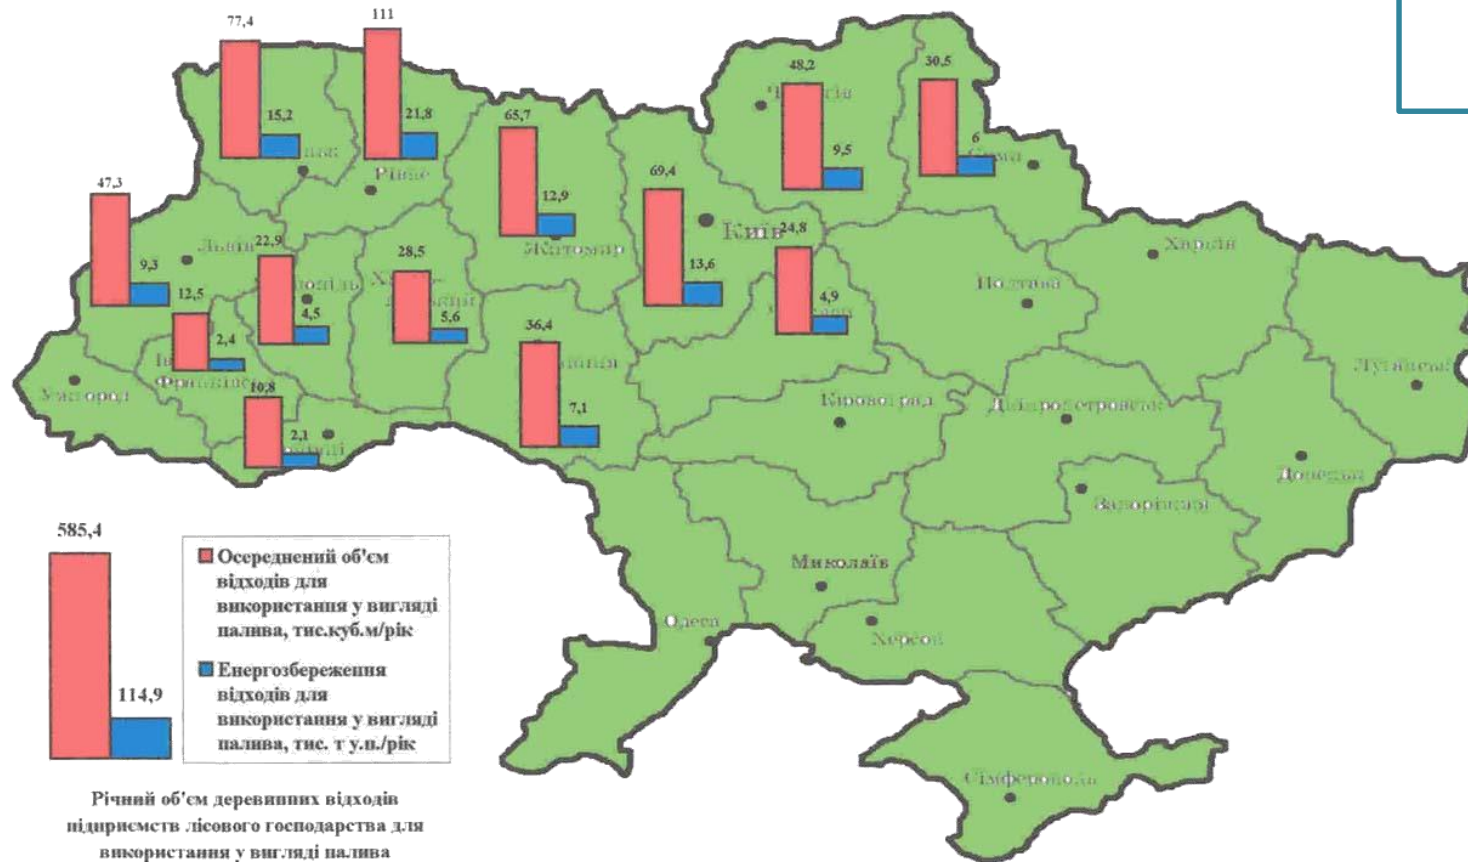 77,4
111
48,2
30,5
15,2
21,8
65,7
9,5
6
Рівне
47,3
12,9
69,4
Львів
22,9
Житомир
Київ
24,8
Харків
9,3
28,5
13,6
12,5
4,5
5,6
4,9
Полтава
36,4
2,4
Ужгород
10,8
7,1
Кіровоград
Дніпропетровськ
Луганськ
2,1
Донецьк
Запоріжжя
585,4
114,9
Осереднений об'єм
відходів для
використання у вигляді
палива, тис.куб.м/рік
Енергозбереження
відходів для
використання у вигляді
палива, тис. т у.п./рік
Миколаїв
Одеса
Херсон
Сімферополь
Річний об'єм деревинних відходів
підприємств лісового господарства для
використання у вигляді палива